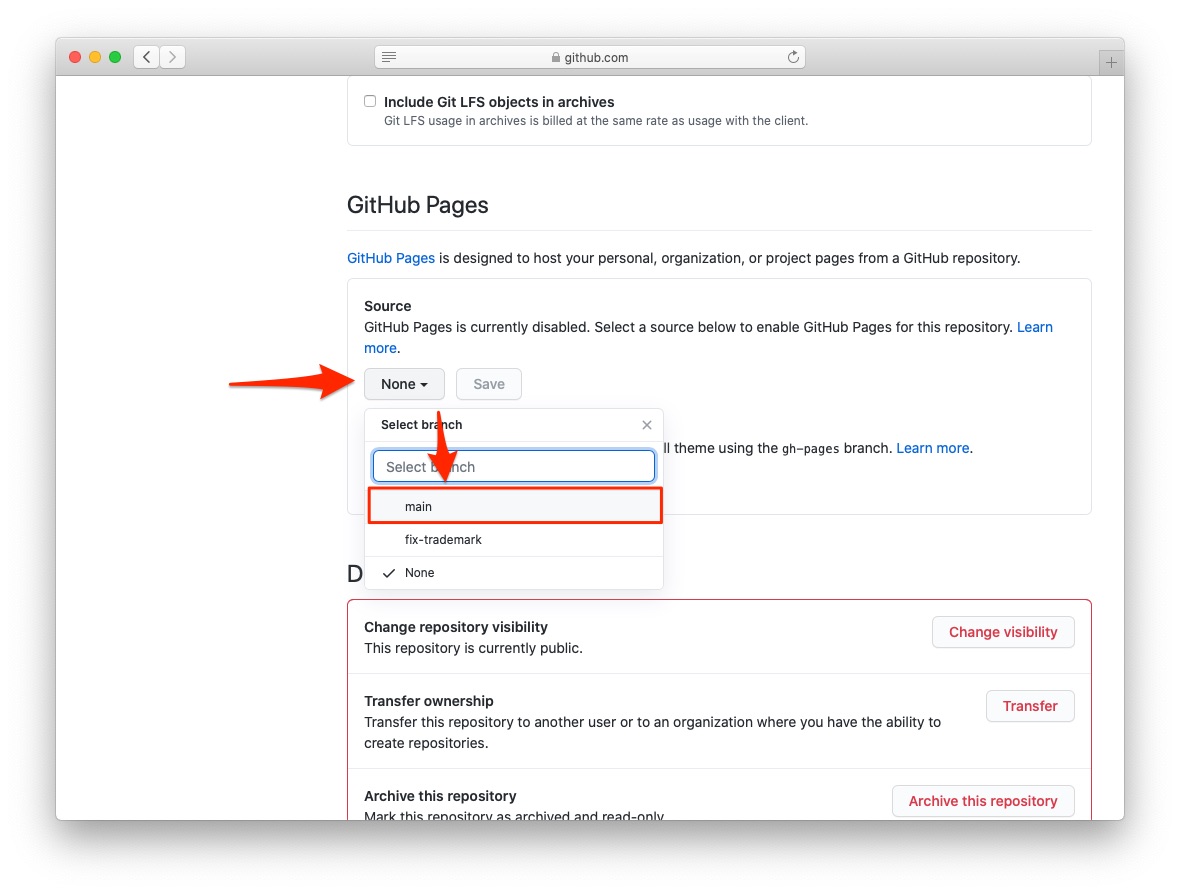 github.com
Include Git LFS objects in archives
Git LFS usage in archives is billed at the same rate as usage with the client.
GitHub Pages
GitHub Pages is designed to host your personal, organization, or project pages from a GitHub repository.
Source
GitHub Pages is currently disabled. Select a source below to enable GitHub Pages for this repository. Learn
more.
None
Save
Select branch
ll theme using the gh-pages branch. Learn more.
Select branch
main
fix-trademark
None
D
Change repository visibility
This repository is currently public.
Change visibility
Transfer ownership
Transfer this repository to another user or to an organization where you have the ability to
create repositories.
Transfer
Archive this repository
Mark this repository as archived and read-only
Archive this repository